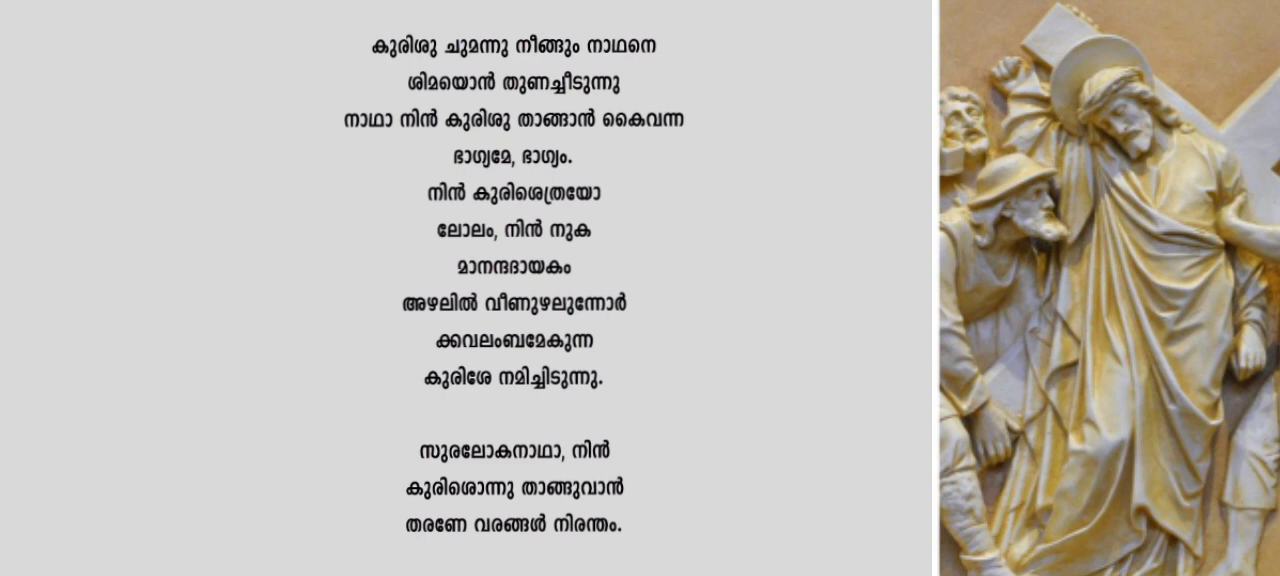 കുരിശു ചുമന്നു നീങ്ങും നാഥനെ
ശിമയൊൻ തുണച്ചീടുന്നു
നാഥാ നിൻ കുരിശു താങ്ങാൻ കൈവന്ന
ഭാഗ്യമേ, ഭാഗ്യം.
നിൻ കുരിശെത്രയോ
ലോലം, നിൻ നുക
മാനന്ദദായകം
അഴലിൽ വീണുഴലുന്നോർ
ക്കവലംബമേകുന്ന
കുരിശേ നമിച്ചിടുന്നു.
സുരലോകനാഥാ, നിൻ
കുരിശൊന്നു താങ്ങുവാൻ
തരണേ വരങ്ങൾ നിരന്തം.